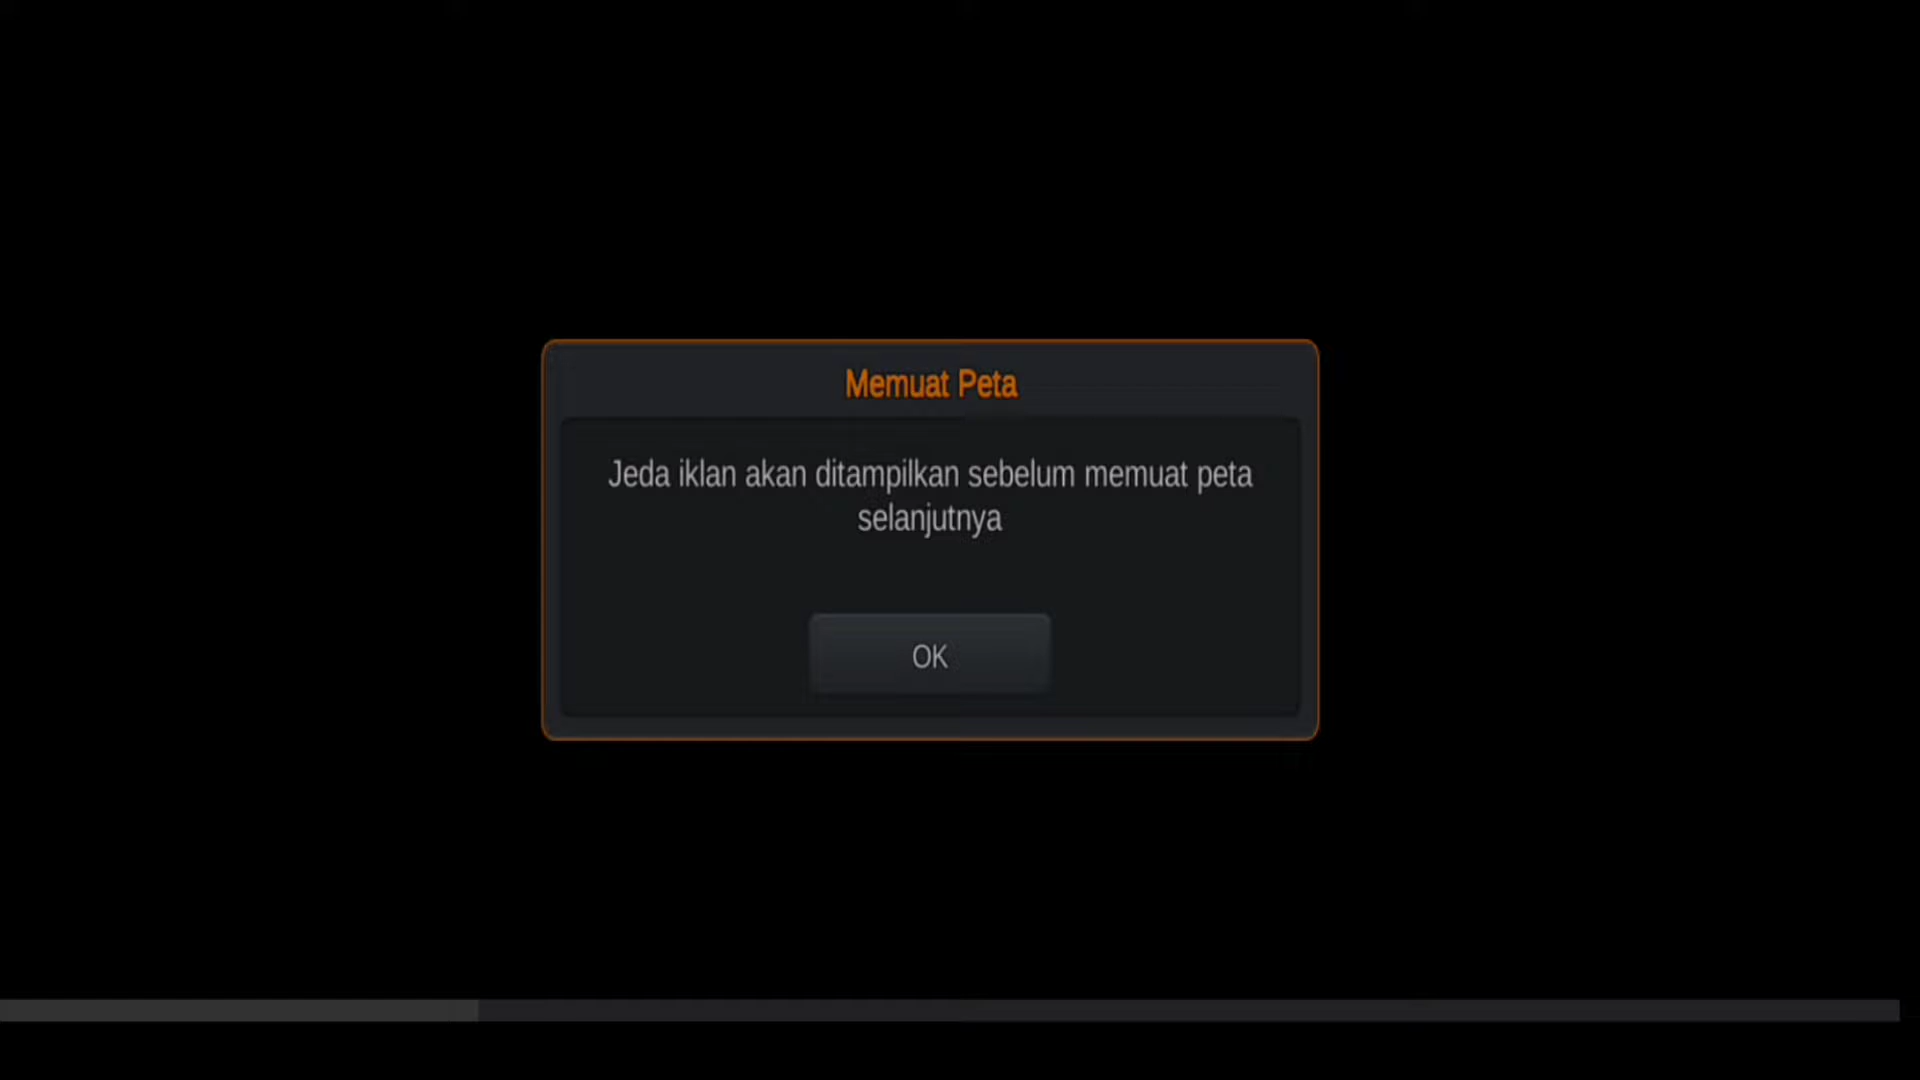 Memuat Peta
Jeda iklan akan ditampilkan sebelum memuat peta
selanjutnya
OK